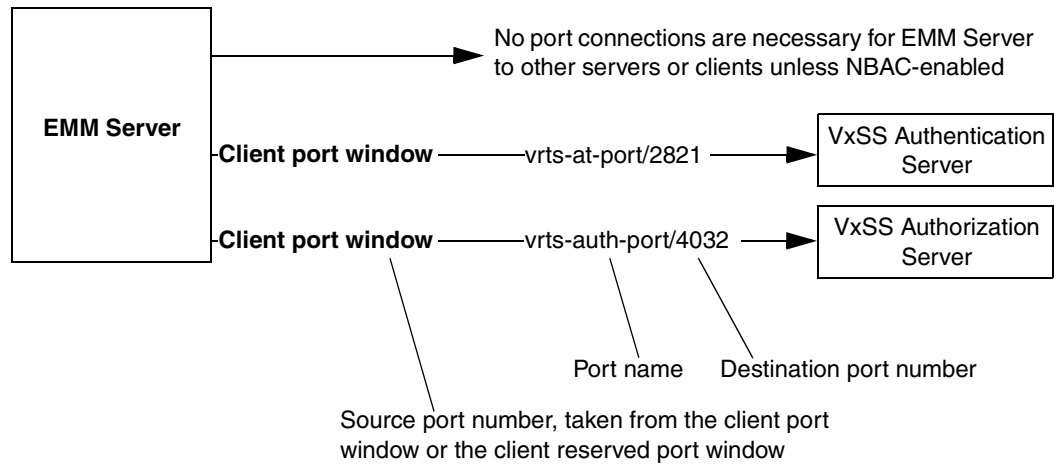 No port connections are necessary for EMM Server
to other servers or clients unless NBAC-enabled
EMM Server
Client port window
vrts-at-port/2821
VxSS Authentication
Server
Client port window
vrts-auth-port/4032
VxSS Authorization
Server
Port name
Destination port number
Source port number, taken from the client port
window or the client reserved port window